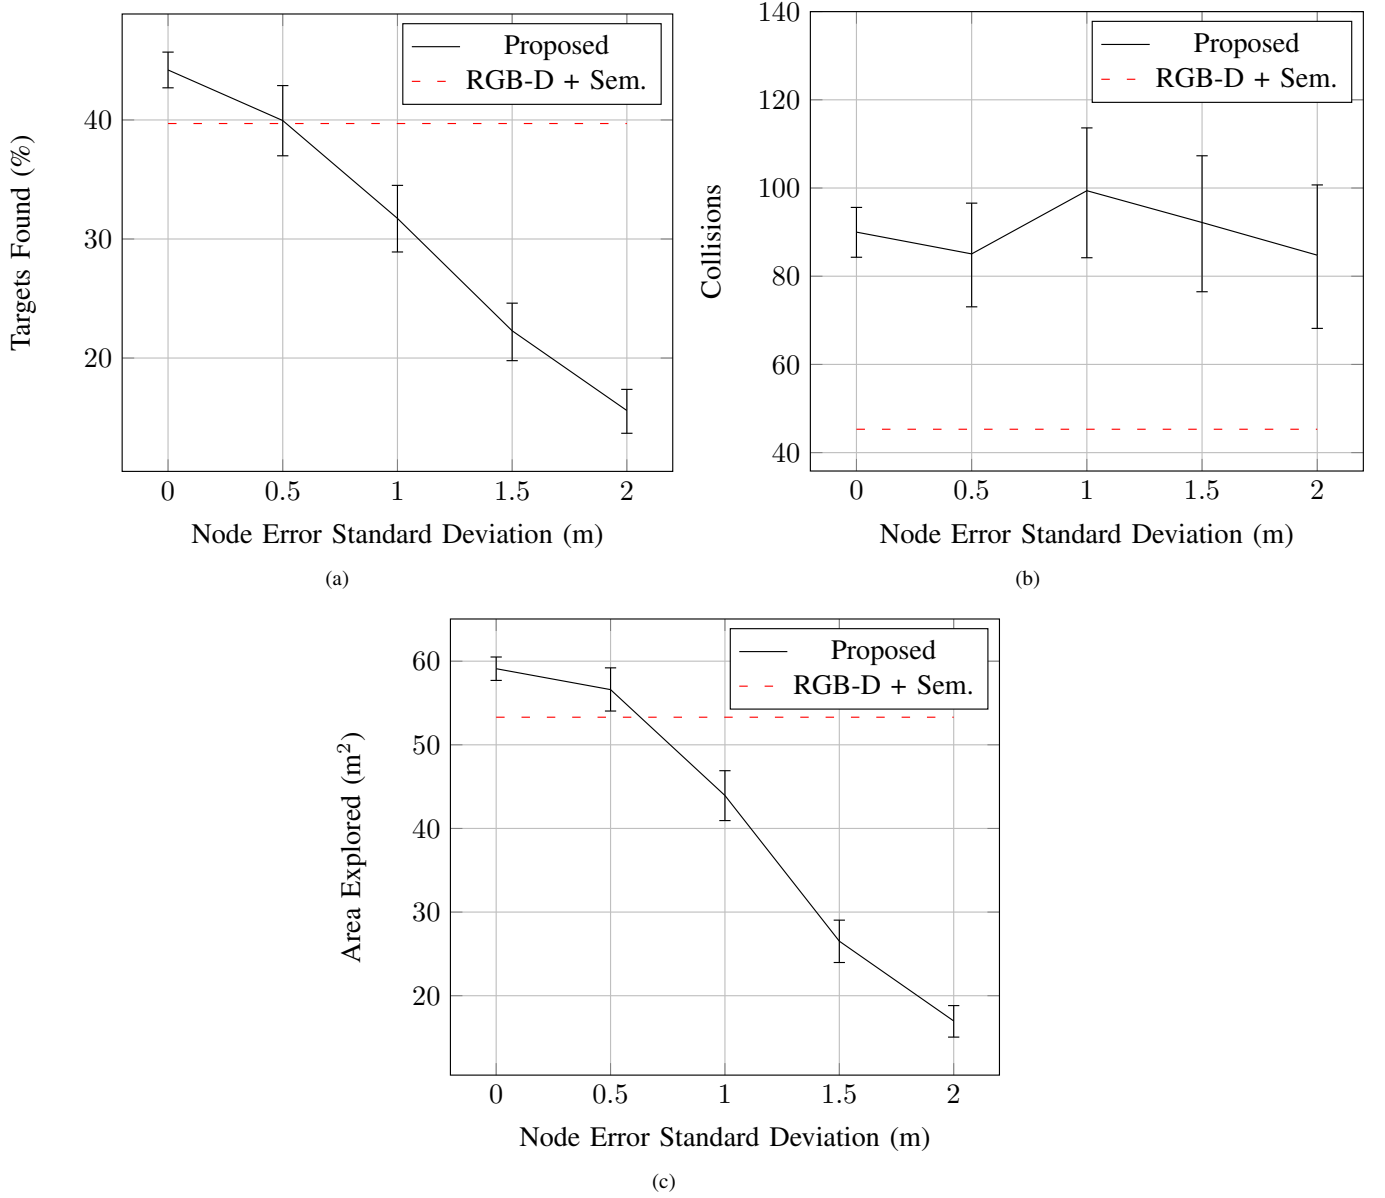 Proposed
RGB-D + Sem.
40
30
20
Targets Found (%)
0 0.5 1 1.5 2
Node Error Standard Deviation (m)
(a)
140
120
100
80
60
40
Collisions
Proposed
RGB-D + Sem.
0 0.5 1 1.5 2
Node Error Standard Deviation (m)
(b)
Proposed
RGB-D + Sem.
60
50
40
30
20
Area Explored (m²)
0 0.5 1 1.5 2
Node Error Standard Deviation (m)
(c)